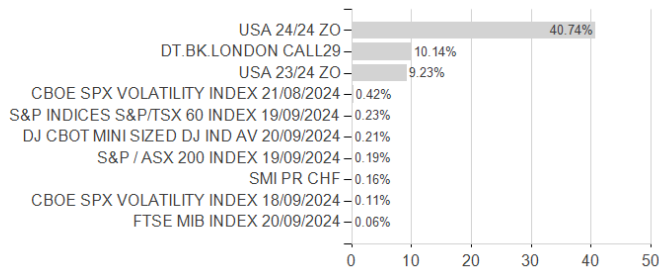 USA 24/24 ZO 40.74%
DT.BK.LONDON CALL29 10.14%
USA 23/24 ZO 9.23%
CBOE SPX VOLATILITY INDEX 21/08/2024 0.42%
S&P INDICES S&P/TSX 60 INDEX 19/09/2024 0.23%
DJ CBOT MINI SIZED DJ IND AV 20/09/2024 0.21%
S&P / ASX 200 INDEX 19/09/2024 0.19%
SMI PR CHF 0.16%
CBOE SPX VOLATILITY INDEX 18/09/2024 0.11%
FTSE MIB INDEX 20/09/2024 0.06%
0 10 20 30 40 50